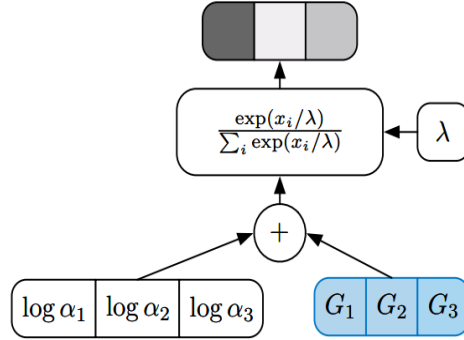 exp(x_i/λ)
∑_i exp(x_i/λ)
λ
+
log α_1 log α_2 log α_3
G_1 G_2 G_3